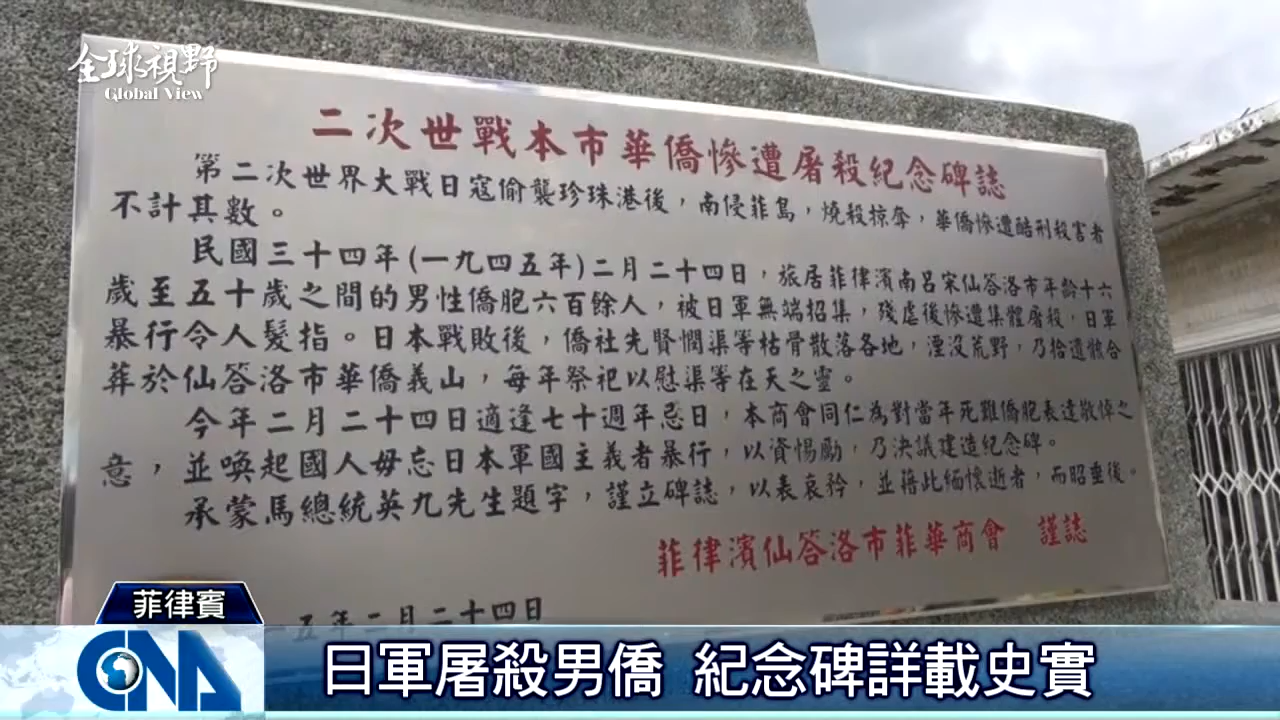 全球視野
Global View
二次世戰本市華僑慘遭屠殺紀念碑誌
第二次世界大戰日寇偷襲珍珠港後，南侵菲島，燒殺掠奪，華僑慘遭酷刑殺害者
不計其數。
民國三十四年(一九四五年)二月二十四日，旅居菲律濱南呂宋仙答洛市年齡十六
歲至五十歲之間的男性僑胞六百餘人，被日軍無端招集，殘虐後慘遭集體屠殺，日軍
暴行令人髮指。日本戰敗後，僑社先賢憫渠等枯骨散落各地，湮沒荒野，乃拾遺骸合
葬於仙答洛市華僑義山，每年祭祀以慰渠等在天之靈。
今年二月二十四日適逢七十週年忌日，本商會同仁為對當年死難僑胞表達敬悼之
意，並喚起國人毋忘日本軍國主義者暴行，以資惕勵，乃決議建造紀念碑。
承蒙馬總統英九先生題字，謹立碑誌，以表哀矜，並藉此緬懷逝者，而昭垂後。
菲律濱仙答洛市菲華商會 謹誌
一五年二月二十四日
菲律賓
CNA
日軍屠殺男僑 紀念碑詳載史實